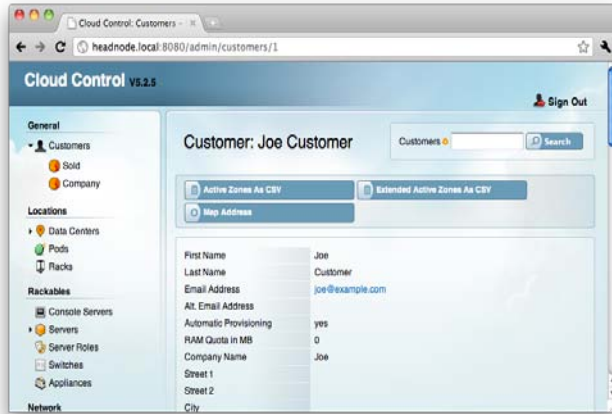 Cloud Control: Customers -
headnode.local:8080/admin/customers/1
Cloud Control V5.2.5
Sign Out
General
Customers
Sold
Company
Locations
Data Centers
Pods
Racks
Rackables
Console Servers
Servers
Server Roles
Switches
Appliances
Network
Customer: Joe Customer
Customers
Search
Active Zones As CSV
Extended Active Zones As CSV
Map Address
First Name Joe
Last Name Customer
Email Address joe@example.com
Alt. Email Address
Automatic Provisioning yes
RAM Quota in MB 0
Company Name Joe
Street 1
Street 2
City